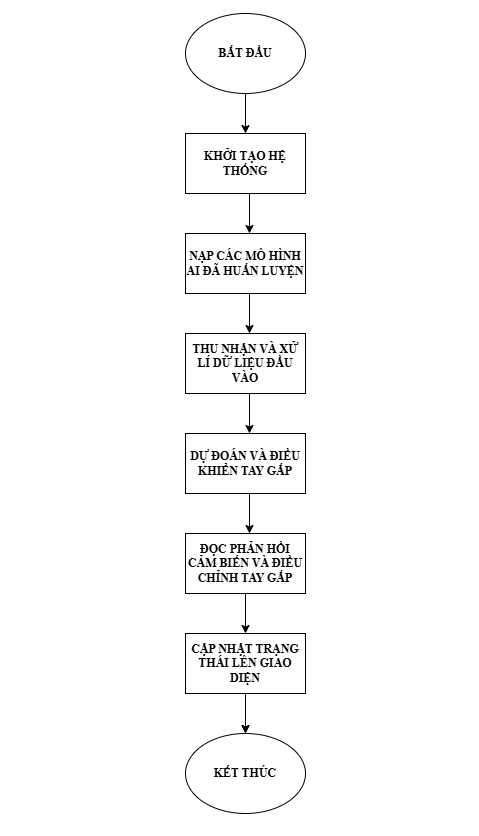 BẮT ĐẦU
KHỞI TẠO HỆ
THỐNG
NẠP CÁC MÔ HÌNH
AI ĐÃ HUẤN LUYỆN
THU NHẬN VÀ XỬ
LÍ DỮ LIỆU ĐẦU
VÀO
DỰ ĐOÁN VÀ ĐIỀU
KHIỂN TAY GẮP
ĐỌC PHẢN HỒI
CẢM BIẾN VÀ ĐIỀU
CHỈNH TAY GẮP
CẬP NHẬT TRẠNG
THÁI LÊN GIAO
DIỆN
KẾT THÚC